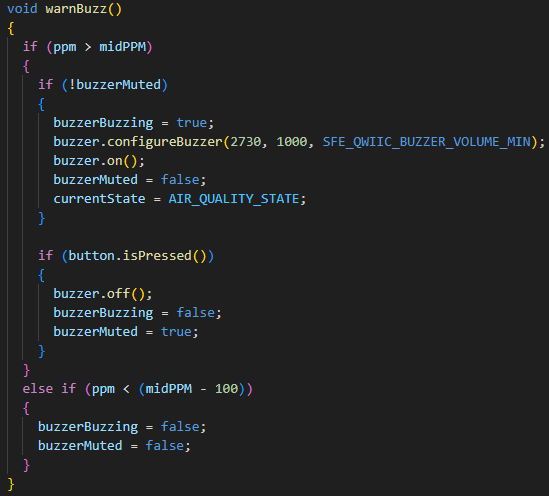 void warnBuzz()
{
  if (ppm > midPPM)
  {
    if (!buzzerMuted)
    {
      buzzerBuzzing = true;
      buzzer.configureBuzzer(2730, 1000, SFE_QWIIC_BUZZER_VOLUME_MIN);
      buzzer.on();
      buzzerMuted = false;
      currentState = AIR_QUALITY_STATE;
    }

    if (button.isPressed())
    {
      buzzer.off();
      buzzerBuzzing = false;
      buzzerMuted = true;
    }
  }
  else if (ppm < (midPPM - 100))
  {
    buzzerBuzzing = false;
    buzzerMuted = false;
  }
}